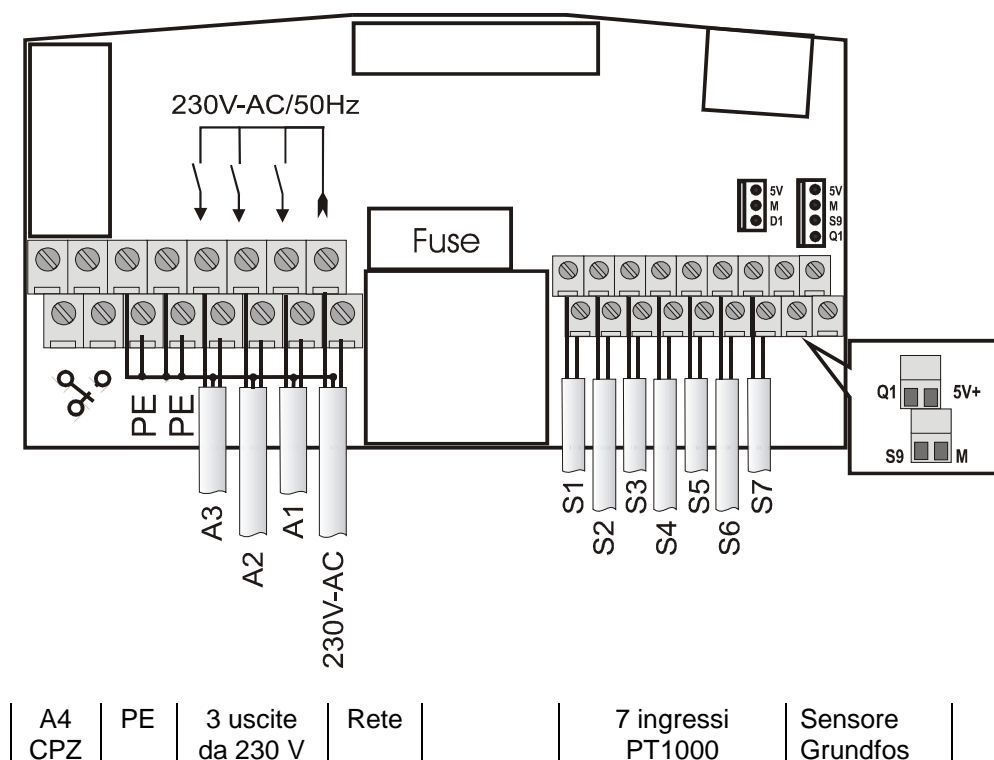 230V-AC/50Hz
5V
M
D1
5V
M
S9
Q1
Fuse
PE
PE
Q1 5V+
S9 M
A3
A2
A1
230V-AC
S1
S2
S3
S4
S5
S6
S7
A4 PE 3 uscite Rete 7 ingressi Sensore
CPZ da 230 V PT1000 Grundfos